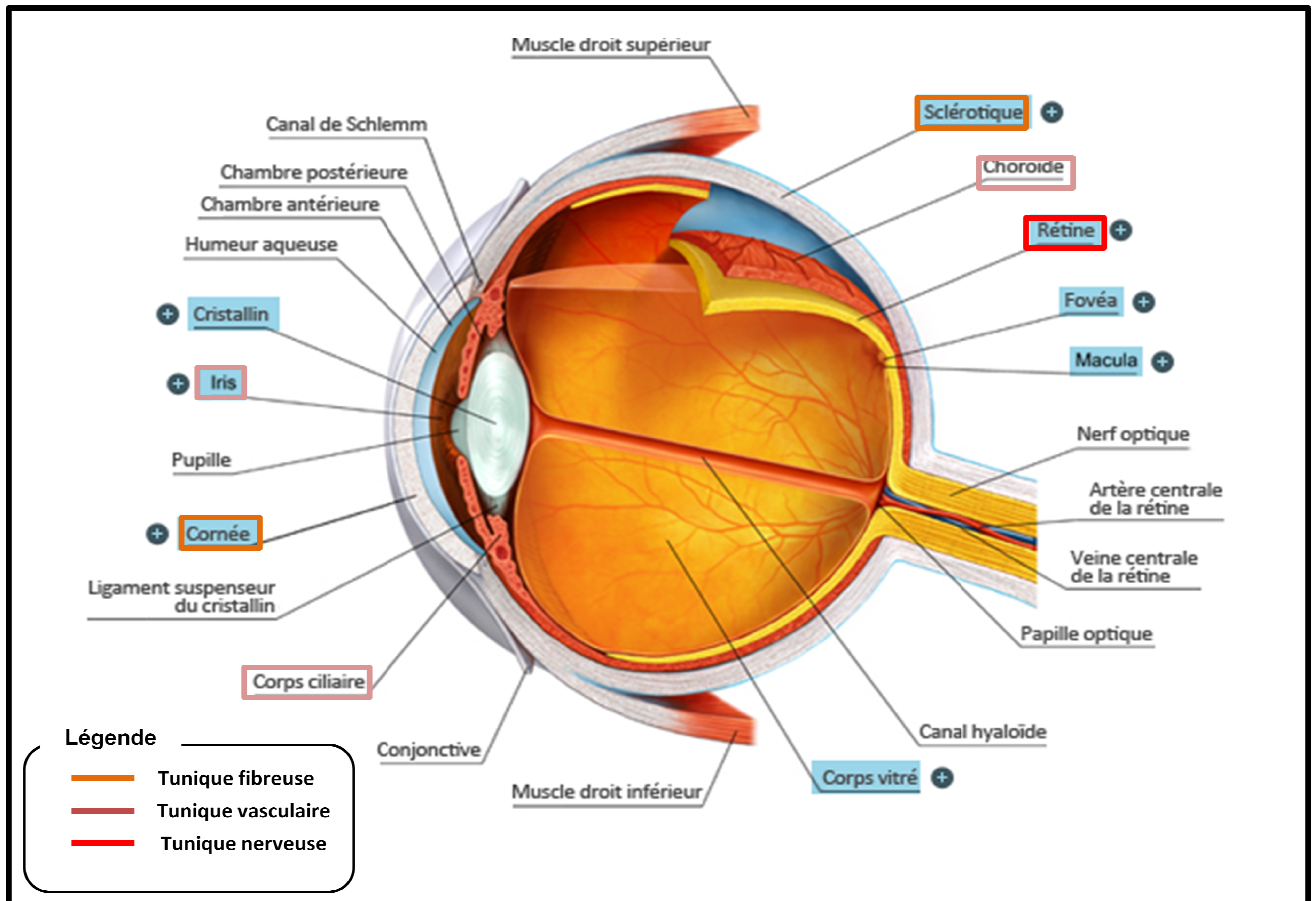 Muscle droit supérieur
Sclérotique
Canal de Schlemm
Choroïde
Chambre postérieure
Chambre antérieure
Rétine
Humeur aqueuse
Fovéa
Cristallin
Macula
Iris
Nerf optique
Pupille
Artère centrale
de la rétine
Cornée
Veine centrale
de la rétine
Ligament suspenseur
du cristallin
Papille optique
Corps ciliaire
Canal hyaloïde
Conjonctive
Corps vitré
Muscle droit inférieur
Légende
Tunique fibreuse
Tunique vasculaire
Tunique nerveuse